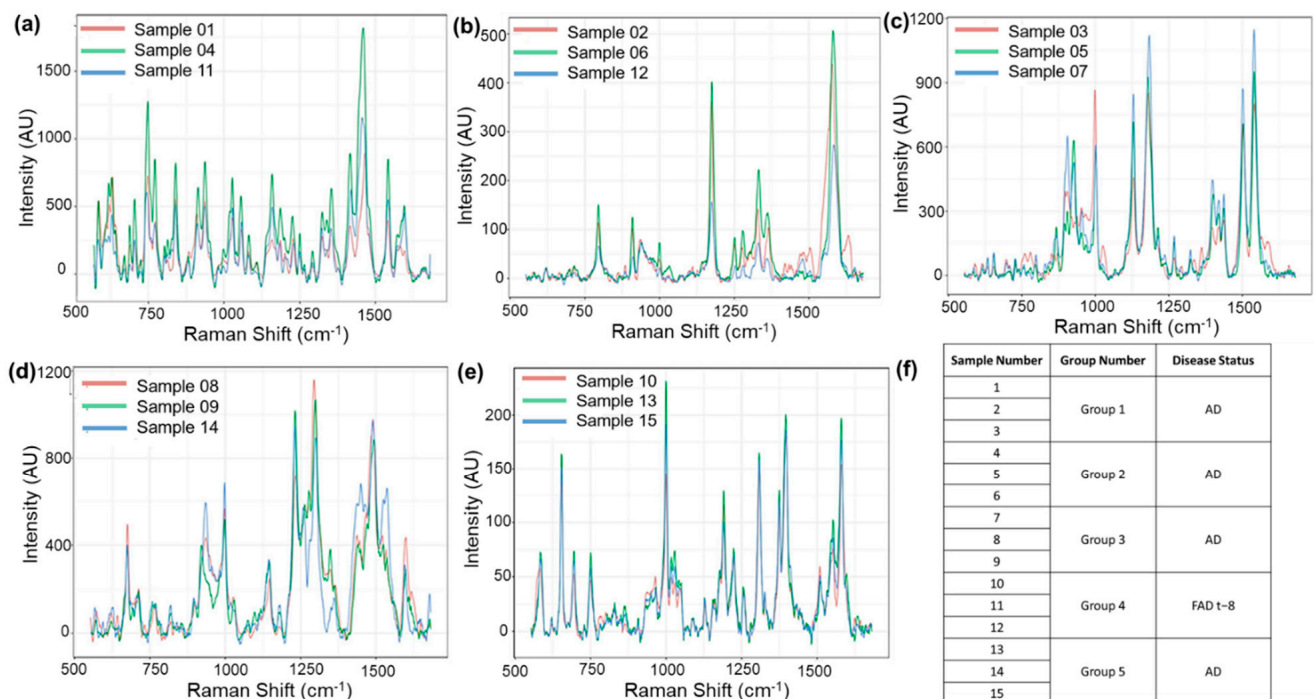 (a)
Sample 01
Sample 04
Sample 11
Intensity (AU)
1500
1000
500
0
500
750
1000
1250
1500
Raman Shift (cm⁻¹)
(b)
Sample 02
Sample 06
Sample 12
Intensity (AU)
500
400
300
200
100
0
500
750
1000
1250
1500
Raman Shift (cm⁻¹)
(c)
Sample 03
Sample 05
Sample 07
Intensity (AU)
1200
900
600
300
0
500
750
1000
1250
1500
Raman Shift (cm⁻¹)
(d)
Sample 08
Sample 09
Sample 14
Intensity (AU)
1200
800
400
0
500
750
1000
1250
1500
Raman Shift (cm⁻¹)
(e)
Sample 10
Sample 13
Sample 15
Intensity (AU)
200
150
100
50
0
500
750
1000
1250
1500
Raman Shift (cm⁻¹)
(f)
Sample Number Group Number Disease Status
1
2 Group 1 AD
3
4
5 Group 2 AD
6
7
8 Group 3 AD
9
10
11 Group 4 FAD t−8
12
13
14 Group 5 AD
15